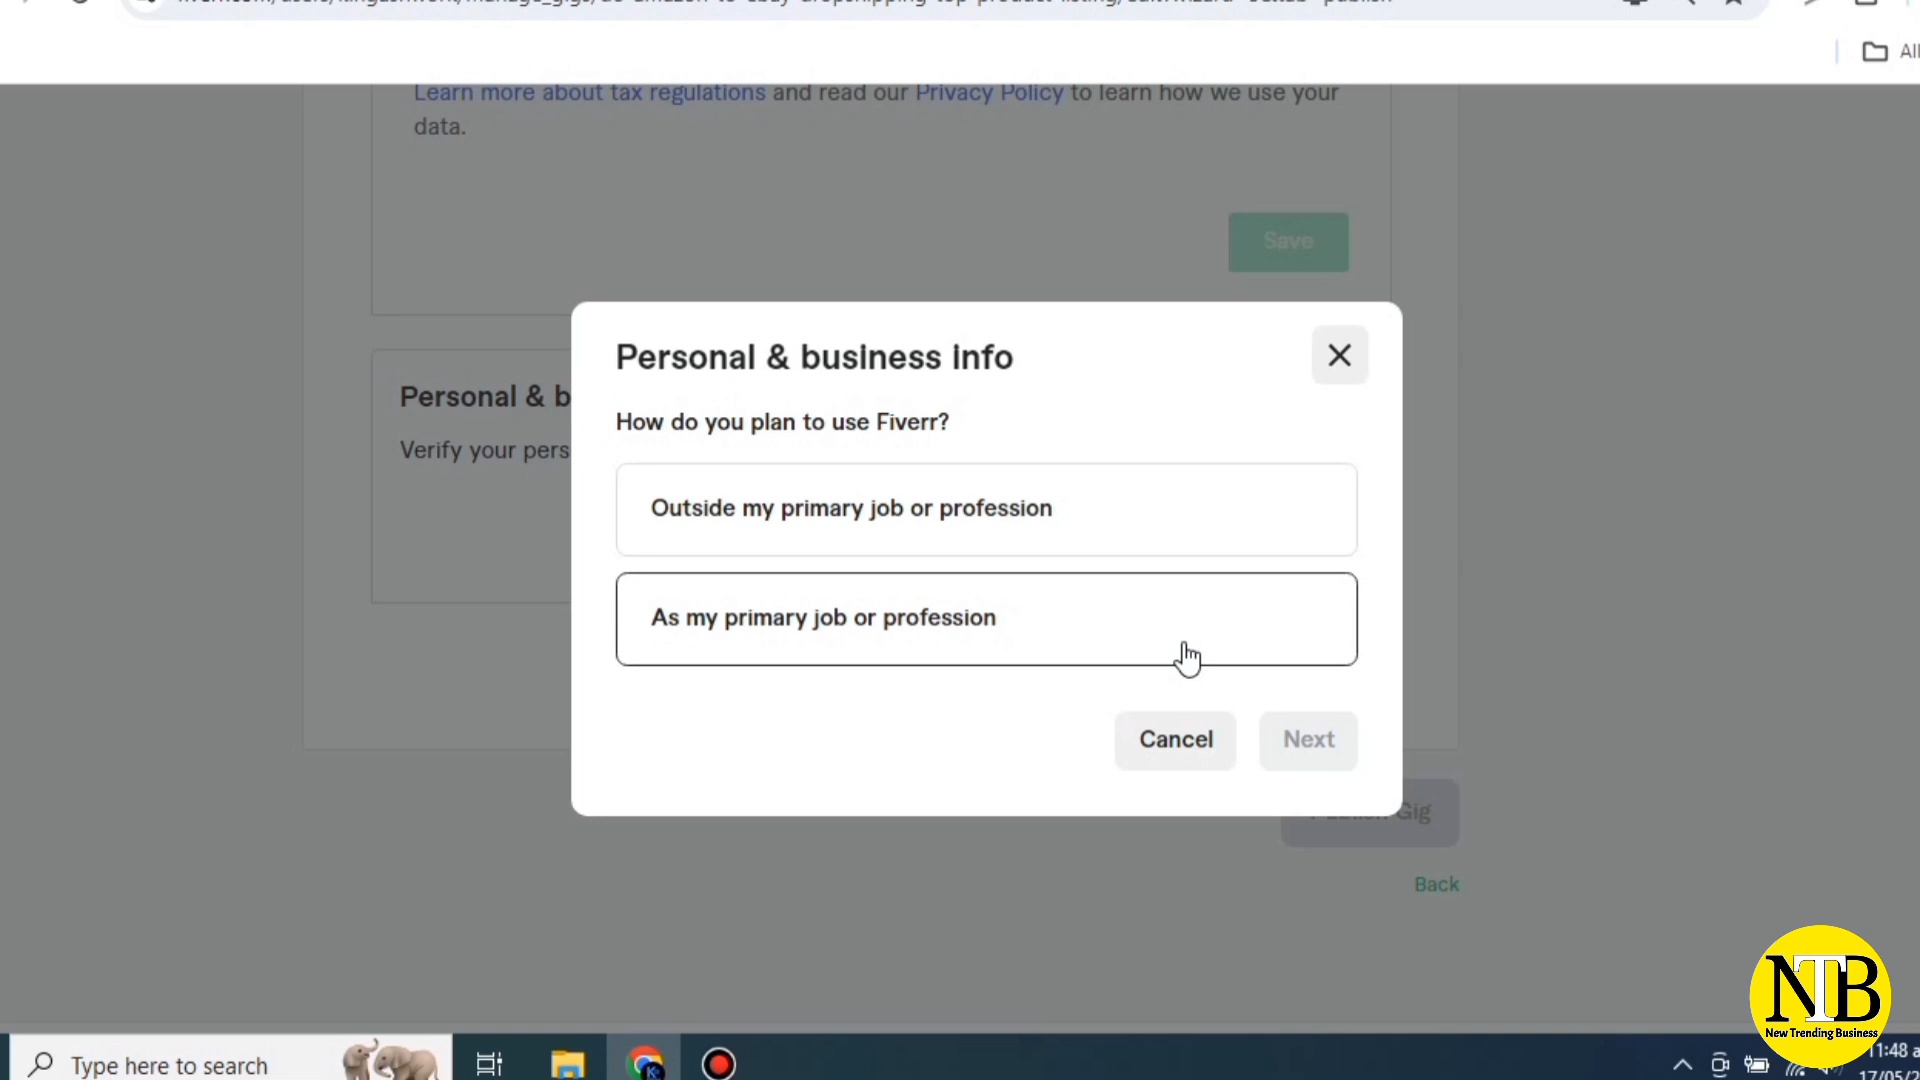 Learn more about tax regulations and read our Privacy Policy to learn how we use your
data.
Save
Personal & business info
How do you plan to use Fiverr?
Personal & b
Verify your pers
Outside my primary job or profession
As my primary job or profession
Cancel
Next
Gig
Back
NTB
New Trending Business
Type here to search
All
11:48 a
17/05/2